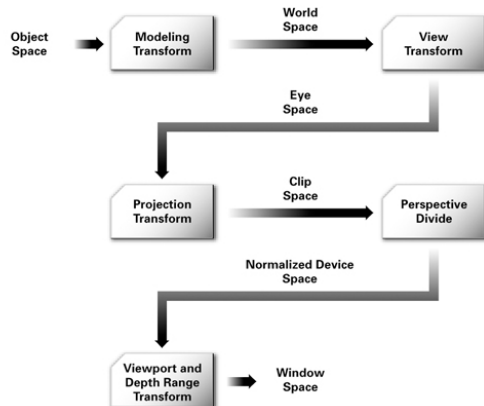 Object
Space
Modeling
Transform
World
Space
View
Transform
Eye
Space
Projection
Transform
Clip
Space
Perspective
Divide
Normalized Device
Space
Viewport and
Depth Range
Transform
Window
Space